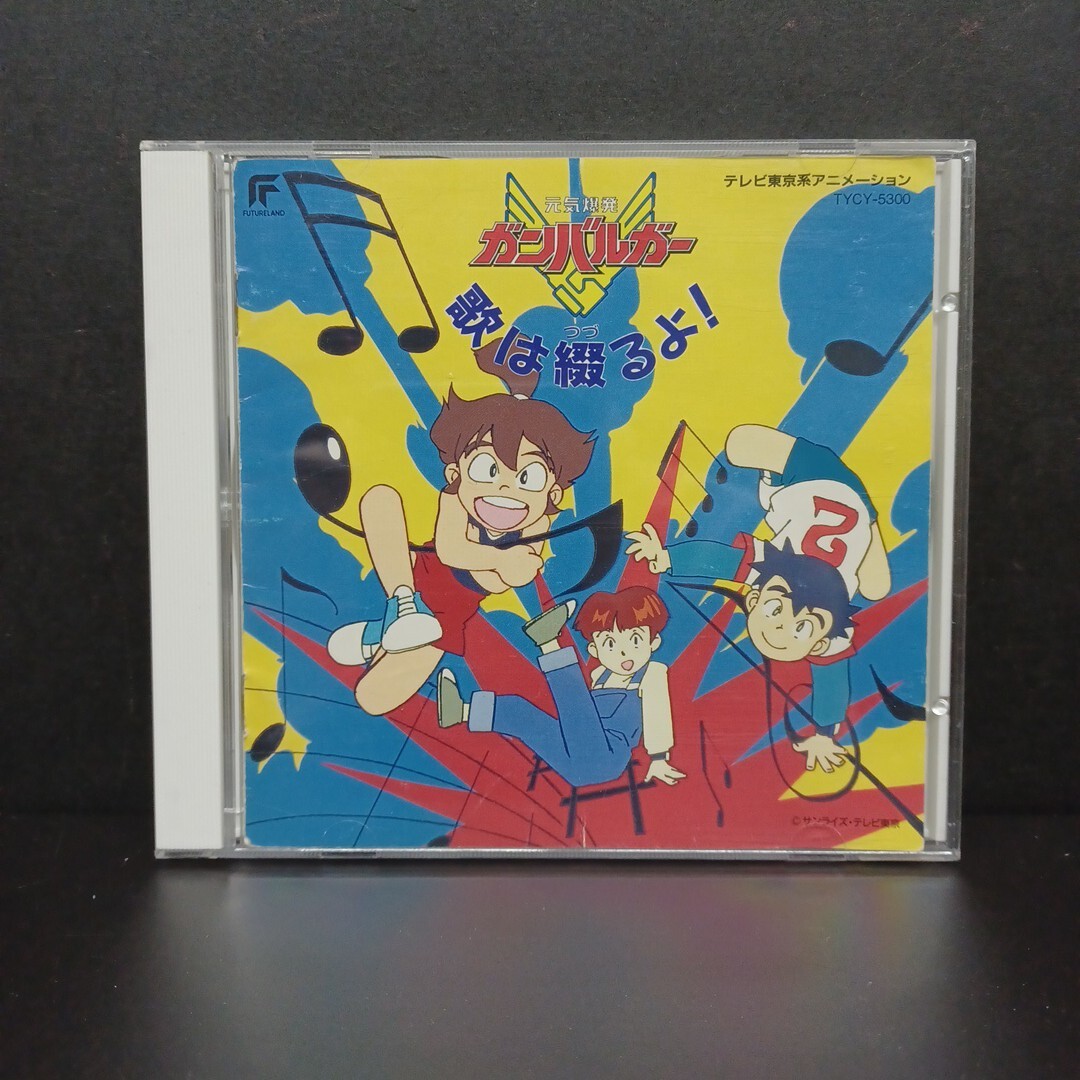 FUTURELAND
テレビ東京系アニメーション
TYCY-5300
元気爆発
ガンバルガー
つづ
歌は綴るよ!
2
©サンライズ・テレビ東京